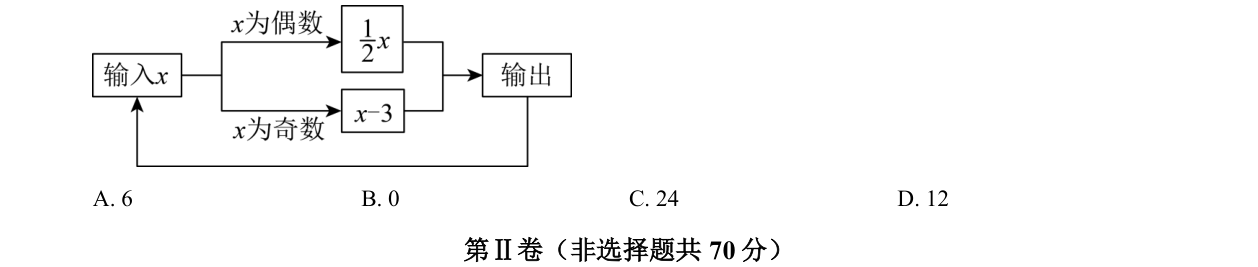 x为偶数
1/2 x
输入x
输出
x-3
x为奇数
A. 6 B. 0 C. 24 D. 12
第Ⅱ卷（非选择题共 70 分）